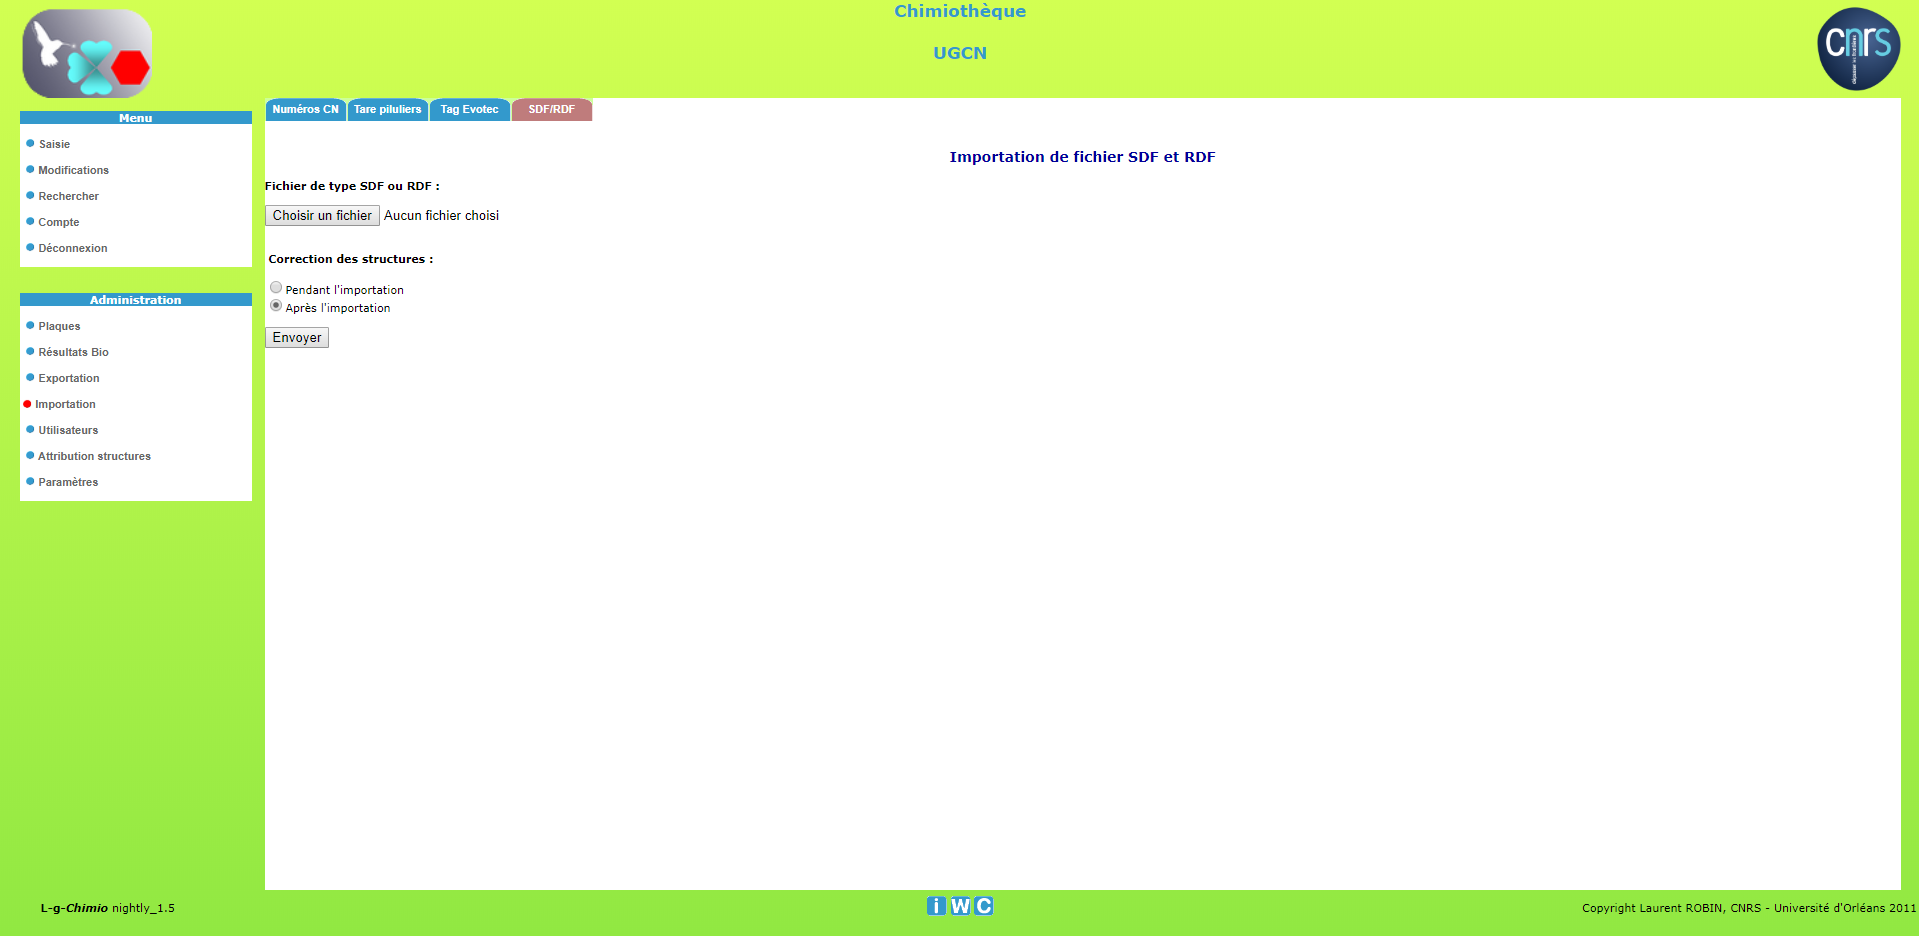 Chimiothèque
UGCN
cnrs
Menu
Saisie
Modifications
Rechercher
Compte
Déconnexion
Administration
Plaques
Résultats Bio
Exportation
Importation
Utilisateurs
Attribution structures
Paramètres
Numéros CN Tare piluliers Tag Evotec SDF/RDF
Importation de fichier SDF et RDF
Fichier de type SDF ou RDF :
Choisir un fichier Aucun fichier choisi
Correction des structures :
Pendant l'importation
Après l'importation
Envoyer
L-g-Chimio nightly_1.5
i W C
Copyright Laurent ROBIN, CNRS - Université d'Orléans 2011